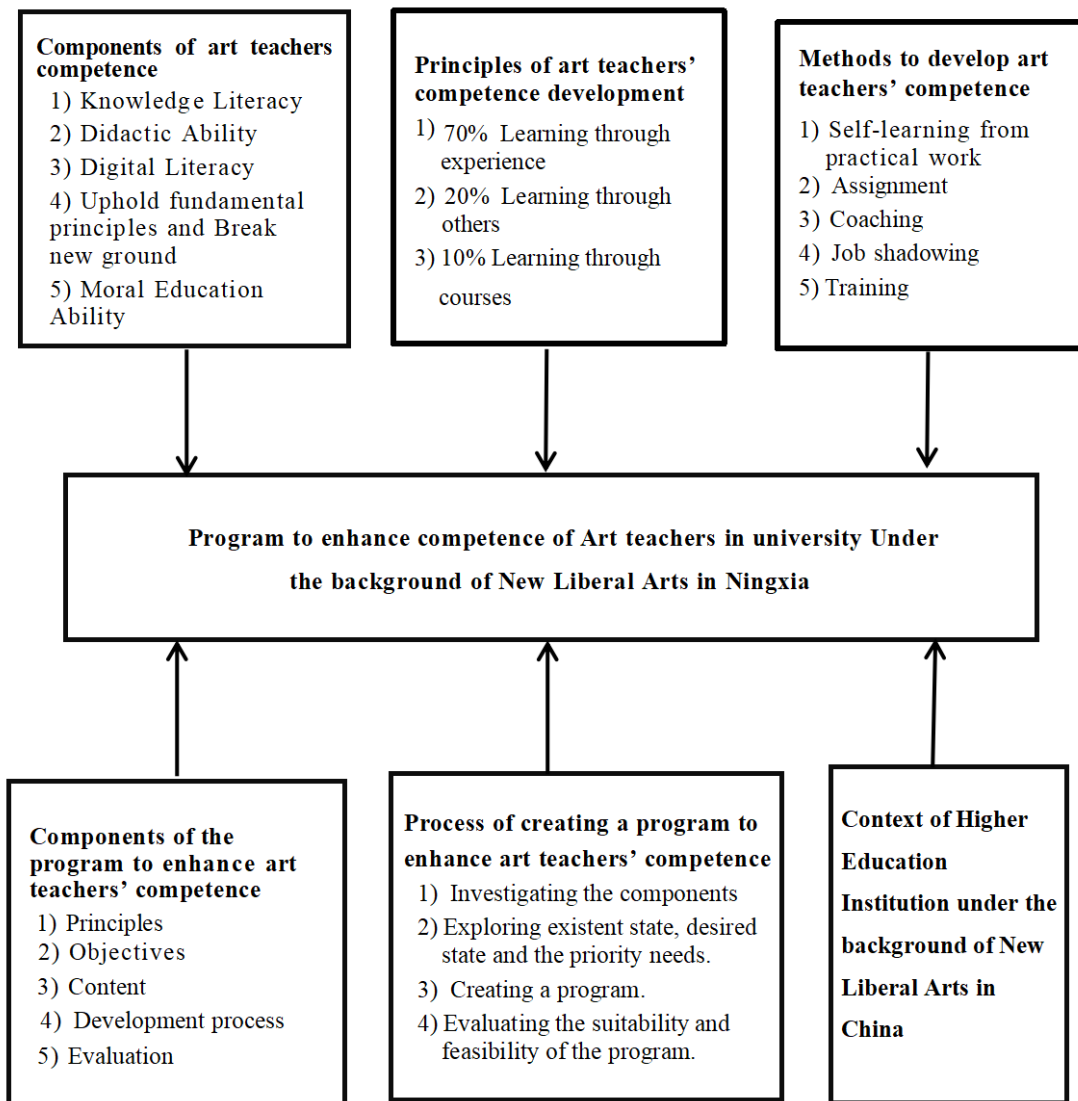 Components of art teachers
competence
1) Knowledge Literacy
2) Didactic Ability
3) Digital Literacy
4) Uphold fundamental
principles and Break
new ground
5) Moral Education
Ability
Principles of art teachers’
competence development
1) 70% Learning through
experience
2) 20% Learning through
others
3) 10% Learning through
courses
Methods to develop art
teachers’ competence
1) Self-learning from
practical work
2) Assignment
3) Coaching
4) Job shadowing
5) Training
Program to enhance competence of Art teachers in university Under
the background of New Liberal Arts in Ningxia
Components of the
program to enhance art
teachers’ competence
1) Principles
2) Objectives
3) Content
4) Development process
5) Evaluation
Process of creating a program to
enhance art teachers’ competence
1) Investigating the components
2) Exploring existent state, desired
state and the priority needs.
3) Creating a program.
4) Evaluating the suitability and
feasibility of the program.
Context of Higher
Education
Institution under the
background of New
Liberal Arts in
China